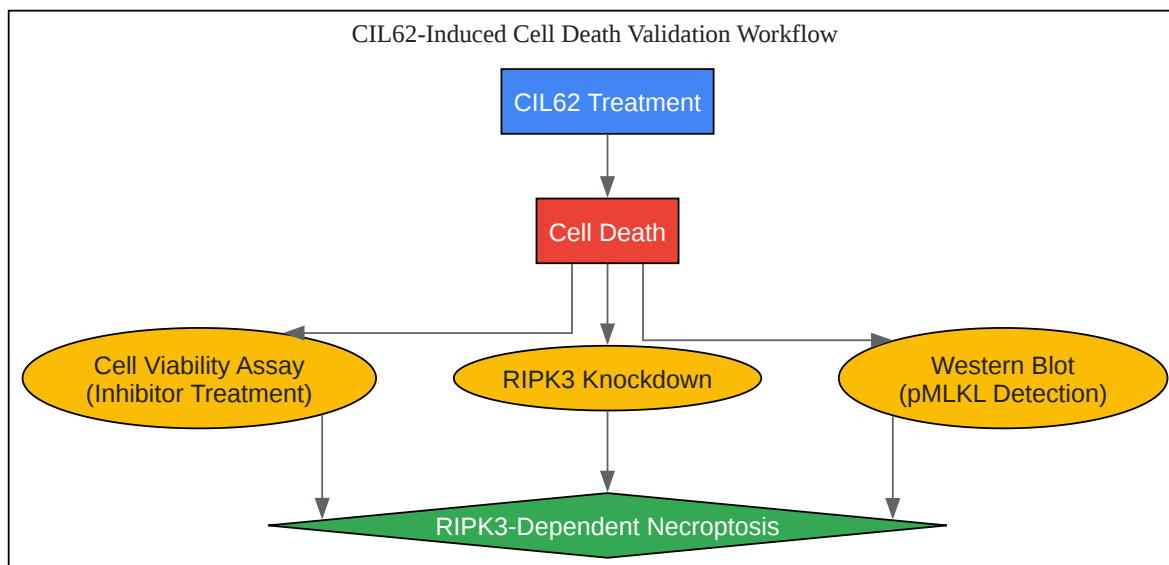 CIL62-Induced Cell Death Validation Workflow
CIL62 Treatment
Cell Death
Cell Viability Assay
(Inhibitor Treatment)
RIPK3 Knockdown
Western Blot
(pMLKL Detection)
RIPK3-Dependent Necroptosis